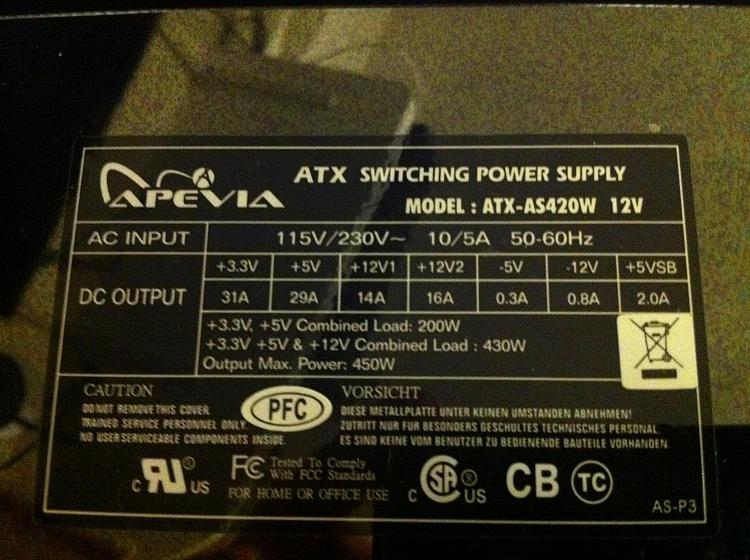 APEVIA
ATX SWITCHING POWER SUPPLY
MODEL : ATX-AS420W 12V
AC INPUT 115V/230V~ 10/5A 50-60Hz
DC OUTPUT
+3.3V +5V +12V1 +12V2 -5V -12V +5VSB
31A 29A 14A 16A 0.3A 0.8A 2.0A
+3.3V, +5V Combined Load: 200W
+3.3V +5V & +12V Combined Load : 430W
Output Max. Power: 450W
CAUTION
DO NOT REMOVE THIS COVER.
TRAINED SERVICE PERSONNEL ONLY.
NO USER SERVICEABLE COMPONENTS INSIDE.
PFC
VORSICHT
DIESE METALLPLATTE UNTER KEINEN UMSTANDEN ABNEHMEN!
ZUTRITT NUR FUR BESONDERS GESCHULTES TECHNISCHES PERSONAL.
ES SIND KEINE VOM BENUTZER ZU BEDIENENDE BAUTEILE VORHANDEN.
c RU ® US
FC Tested To Comply
With FCC Standards
FOR HOME OR OFFICE USE
c SA ® US
CB
TC
AS-P3